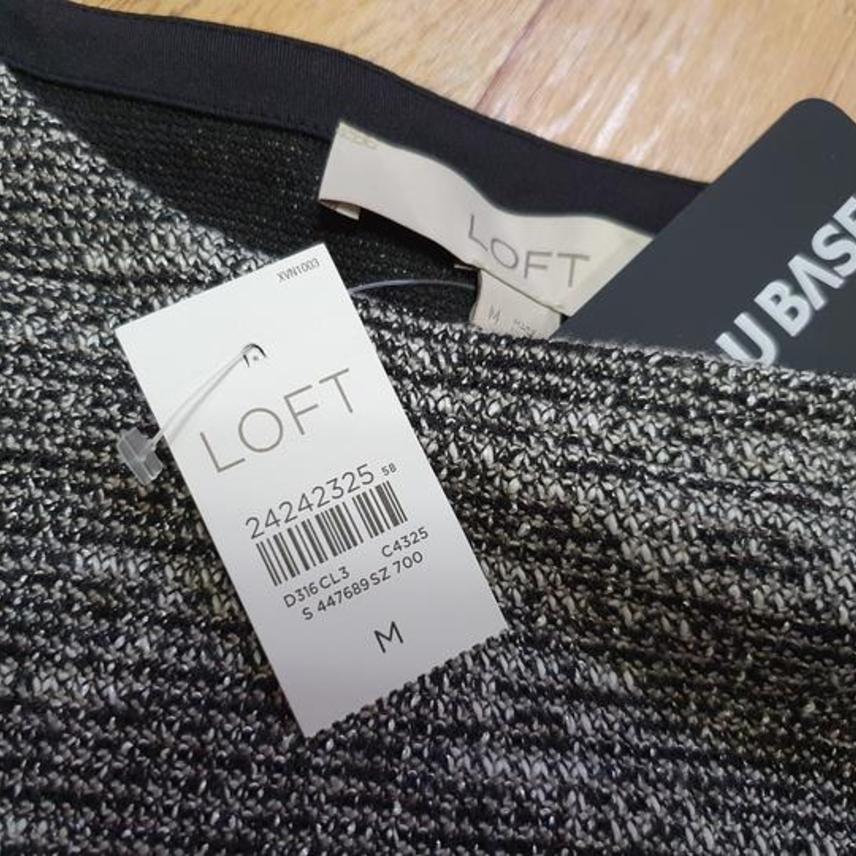 LOFT
M
U BASE
XVN1003
LOFT
24242325 58
D316 CL3 C4325
S 447689 SZ 700
M